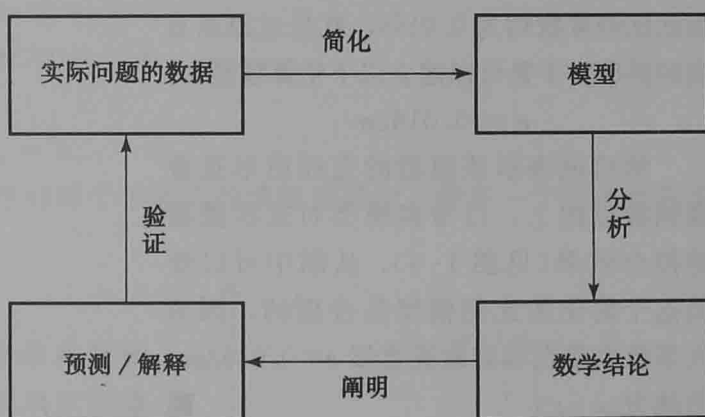 简化
实际问题的数据
模型
验证
分析
预测/解释
数学结论
阐明